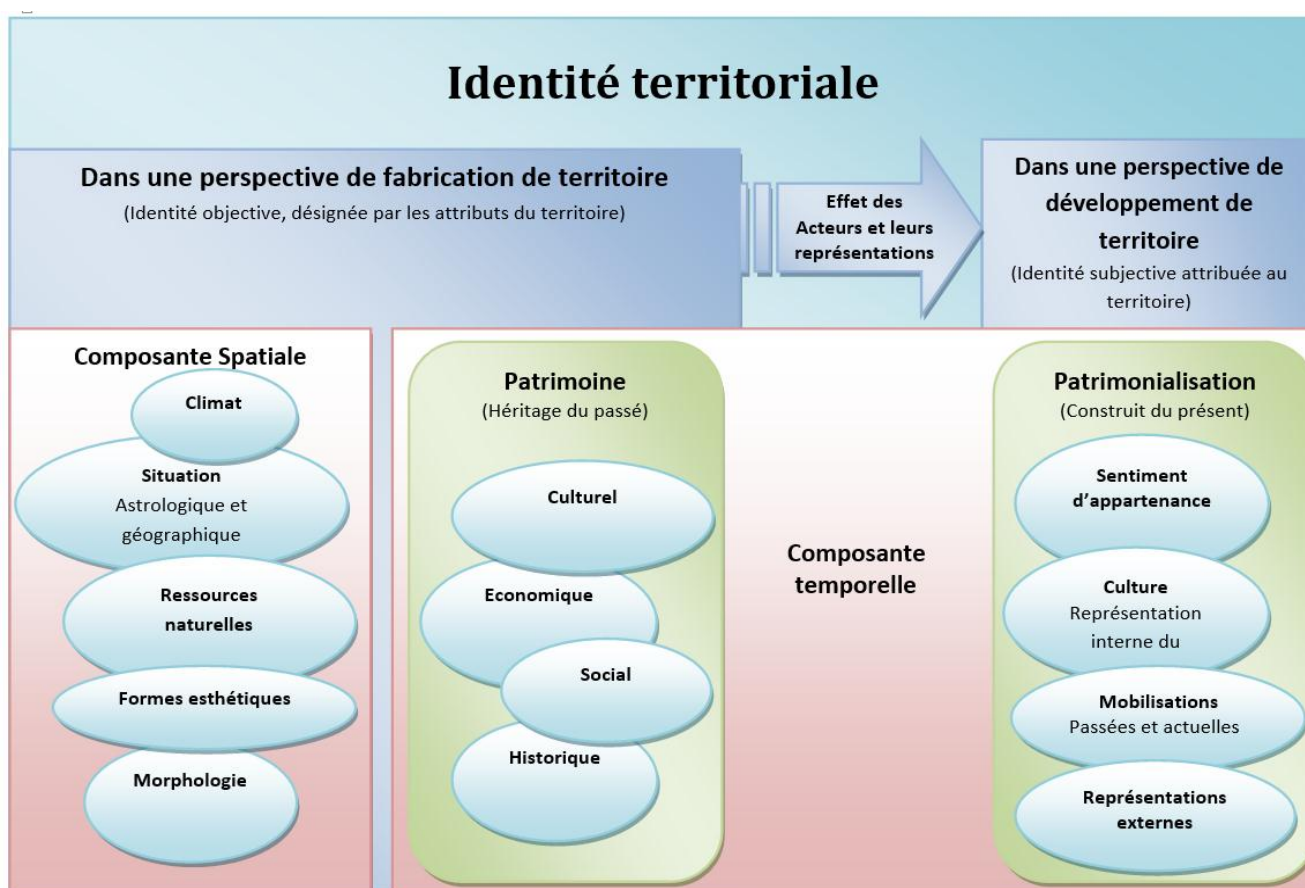 Identité territoriale
Dans une perspective de fabrication de territoire
(Identité objective, désignée par les attributs du territoire)
Effet des
Acteurs et leurs
représentations
Dans une perspective de
développement de
territoire
(Identité subjective attribuée au
territoire)
Composante Spatiale
Climat
Situation
Astrologique et
géographique
Ressources
naturelles
Formes esthétiques
Morphologie
Patrimoine
(Héritage du passé)
Culturel
Economique
Social
Historique
Composante
temporelle
Patrimonialisation
(Construit du présent)
Sentiment
d’appartenance
Culture
Représentation
interne du
Mobilisations
Passées et actuelles
Représentations
externes